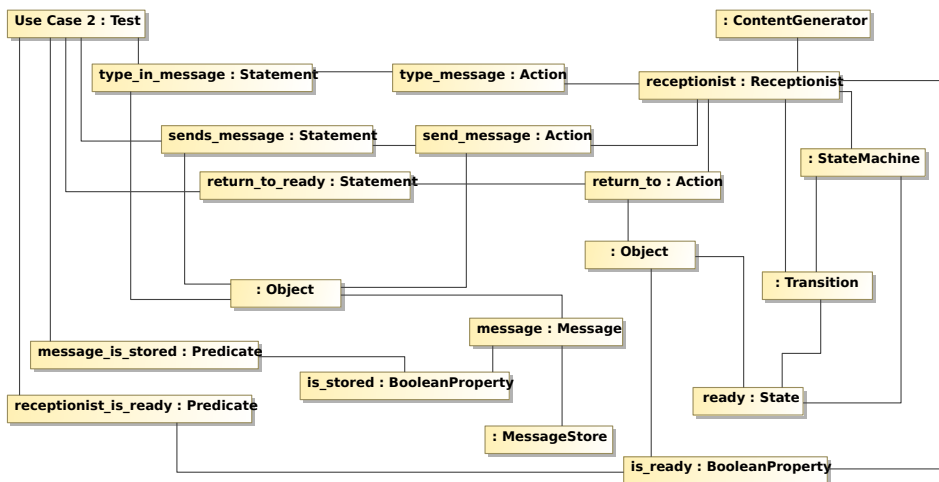 Use Case 2 : Test
: ContentGenerator
type_in_message : Statement
type_message : Action
receptionist : Receptionist
sends_message : Statement
send_message : Action
: StateMachine
return_to_ready : Statement
return_to : Action
: Object
: Transition
: Object
message : Message
message_is_stored : Predicate
is_stored : BooleanProperty
ready : State
receptionist_is_ready : Predicate
: MessageStore
is_ready : BooleanProperty